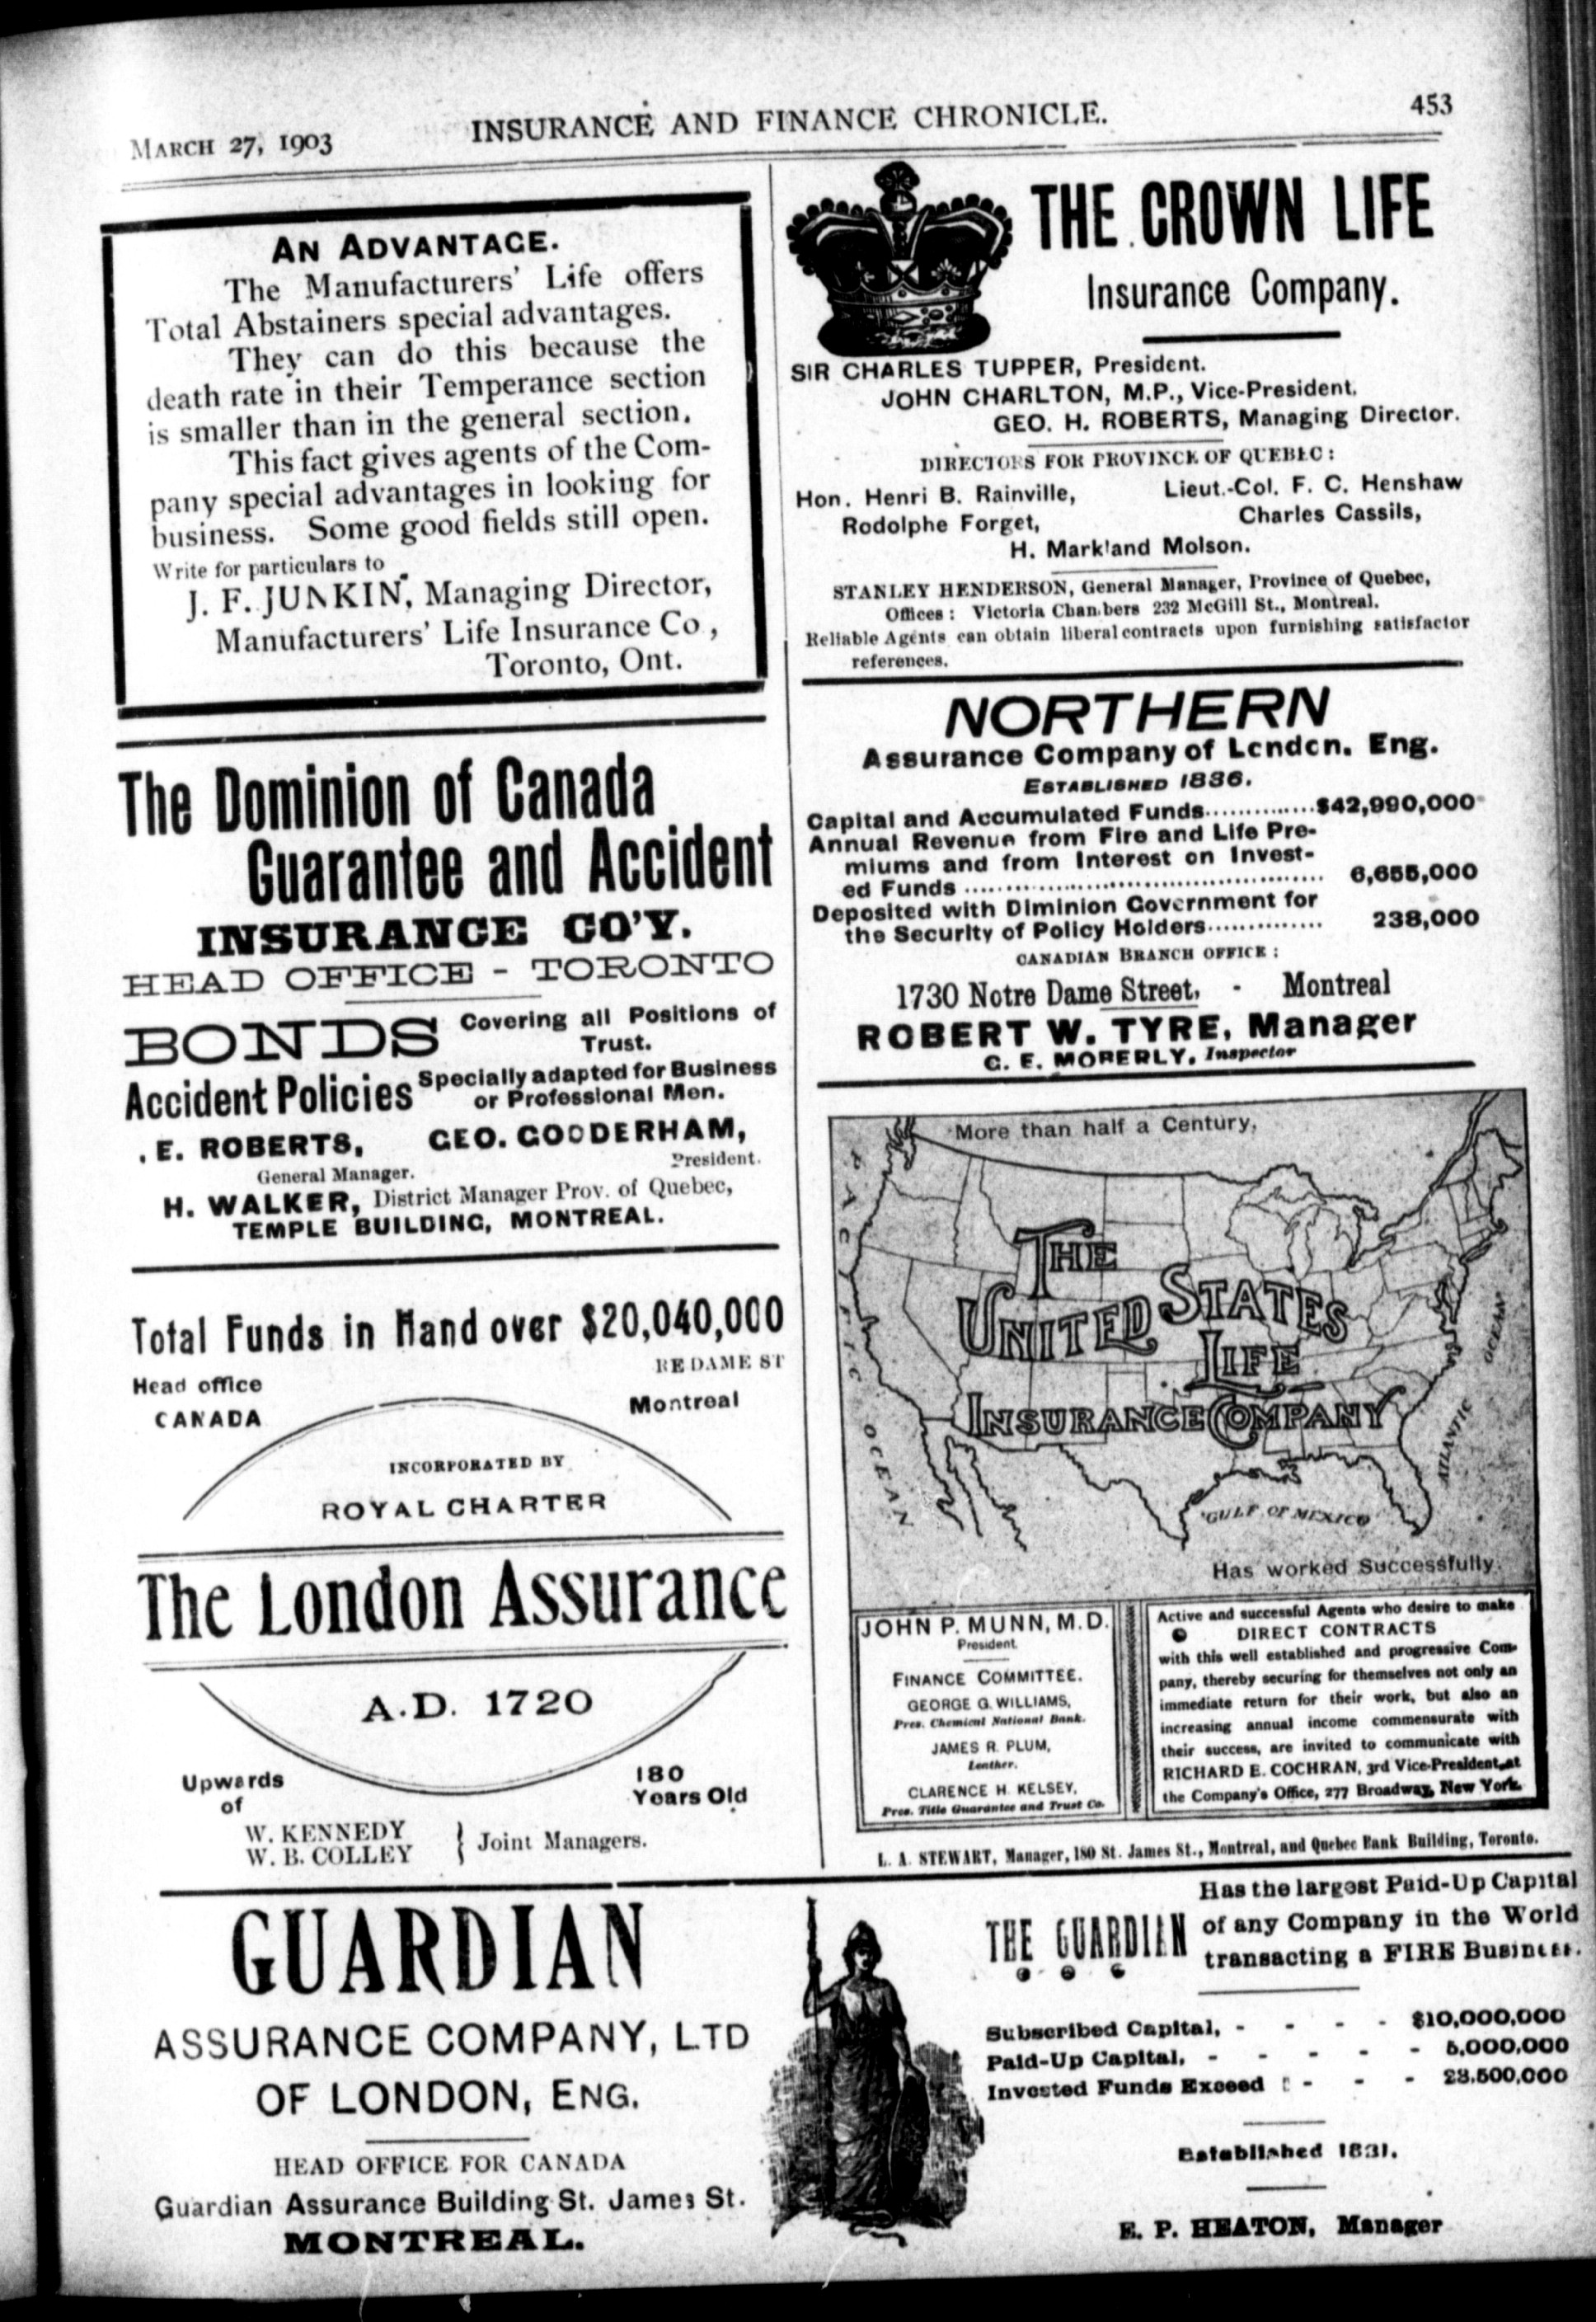 MARCH 27, 1903
INSURANCE AND FINANCE CHRONICLE.
453
AN ADVANTAGE.
The Manufacturers' Life offers
Total Abstainers special advantages.
They can do this because the
death rate in their Temperance section
is smaller than in the general section.
This fact gives agents of the Com-
pany special advantages in looking for
business. Some good fields still open.
Write for particulars to
J. F. JUNKIN, Managing Director,
Manufacturers' Life Insurance Co,
Toronto, Ont.
The Dominion of Canada
Guarantee and Accident
INSURANCE CO'Y.
HEAD OFFICE - TORONTO
BONDS Covering all Positions of
Trust.
Accident Policies Specially adapted for Business
or Professional Men.
. E. ROBERTS, GEO. GOODERHAM,
General Manager. President.
H. WALKER, District Manager Prov. of Quebec,
TEMPLE BUILDING, MONTREAL.
Total Funds in Hand over $20,040,000
Head office RE DAME ST
CANADA Montreal
INCORPORATED BY
ROYAL CHARTER
The London Assurance
A.D. 1720
Upwards 180
of Years Old
W. KENNEDY
W. B. COLLEY } Joint Managers.
THE CROWN LIFE
Insurance Company.
SIR CHARLES TUPPER, President.
JOHN CHARLTON, M.P., Vice-President.
GEO. H. ROBERTS, Managing Director.
DIRECTORS FOR PROVINCE OF QUEBEC:
Hon. Henri B. Rainville, Lieut.-Col. F. C. Henshaw
Rodolphe Forget, Charles Cassils,
H. Markland Molson.
STANLEY HENDERSON, General Manager, Province of Quebec,
Offices: Victoria Chambers 232 McGill St., Montreal.
Reliable Agents can obtain liberal contracts upon furnishing satisfactor
references.
NORTHERN
Assurance Company of London. Eng.
ESTABLISHED 1836.
Capital and Accumulated Funds..............$42,990,000
Annual Revenue from Fire and Life Pre-
miums and from Interest on Invest-
ed Funds ............................................ 6,655,000
Deposited with Diminion Government for
the Security of Policy Holders............... 238,000
CANADIAN BRANCH OFFICE:
1730 Notre Dame Street, - Montreal
ROBERT W. TYRE, Manager
G. E. MOBERLY, Inspector
More than half a Century,
PACIFIC OCEAN
THE
UNITED STATES
LIFE
INSURANCE COMPANY
ATLANTIC OCEAN
GULF OF MEXICO
Has worked Successfully.
JOHN P. MUNN, M.D.
President.
FINANCE COMMITTEE.
GEORGE G. WILLIAMS,
Pres. Chemical National Bank.
JAMES R. PLUM,
Leather.
CLARENCE H. KELSEY,
Pres. Title Guarantee and Trust Co.
Active and successful Agents who desire to make
DIRECT CONTRACTS
with this well established and progressive Com-
pany, thereby securing for themselves not only an
immediate return for their work, but also an
increasing annual income commensurate with
their success, are invited to communicate with
RICHARD E. COCHRAN, 3rd Vice-President, at
the Company's Office, 277 Broadway, New York.
L. A. STEWART, Manager, 180 St. James St., Montreal, and Quebec Bank Building, Toronto.
GUARDIAN
ASSURANCE COMPANY, LTD
OF LONDON, ENG.
HEAD OFFICE FOR CANADA
Guardian Assurance Building St. James St.
MONTREAL.
THE GUARDIAN
Has the largest Paid-Up Capital
of any Company in the World
transacting a FIRE Business.
Subscribed Capital, - - - - $10,000,000
Paid-Up Capital, - - - - - 5,000,000
Invested Funds Exceed - - - 23,500,000
Established 1821.
E. P. HEATON, Manager